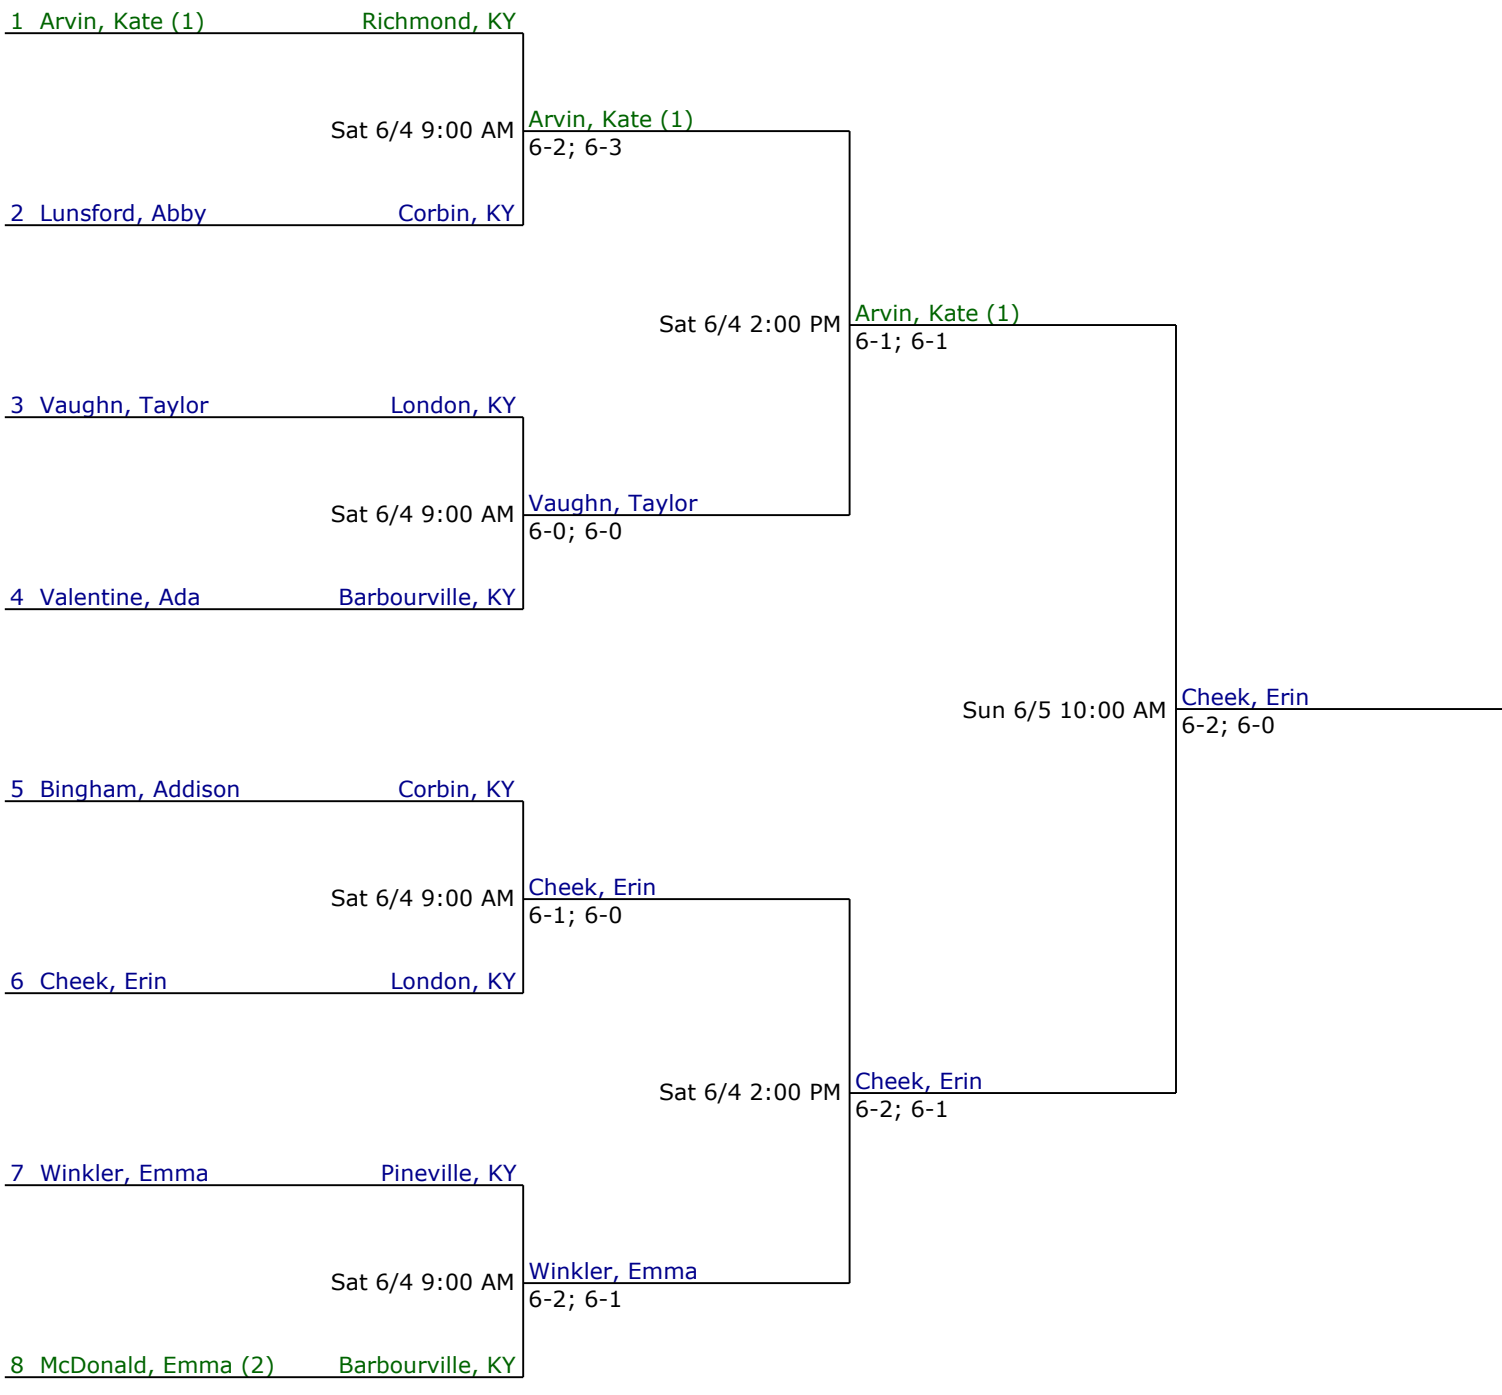 1 Arvin, Kate (1) Richmond, KY
Sat 6/4 9:00 AM
Arvin, Kate (1)
6-2; 6-3
2 Lunsford, Abby Corbin, KY
Sat 6/4 2:00 PM
Arvin, Kate (1)
6-1; 6-1
3 Vaughn, Taylor London, KY
Sat 6/4 9:00 AM
Vaughn, Taylor
6-0; 6-0
4 Valentine, Ada Barbourville, KY
Sun 6/5 10:00 AM
Cheek, Erin
6-2; 6-0
5 Bingham, Addison Corbin, KY
Sat 6/4 9:00 AM
Cheek, Erin
6-1; 6-0
6 Cheek, Erin London, KY
Sat 6/4 2:00 PM
Cheek, Erin
6-2; 6-1
7 Winkler, Emma Pineville, KY
Sat 6/4 9:00 AM
Winkler, Emma
6-2; 6-1
8 McDonald, Emma (2) Barbourville, KY